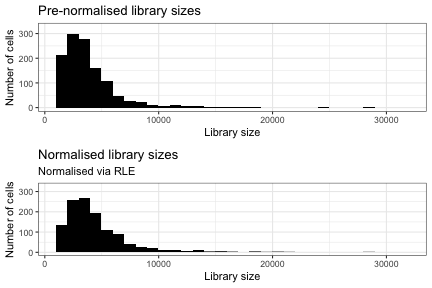 Pre-normalised library sizes
Number of cells
300
200
100
0
0 10000 20000 30000
Library size
Normalised library sizes
Normalised via RLE
Number of cells
300
200
100
0
0 10000 20000 30000
Library size